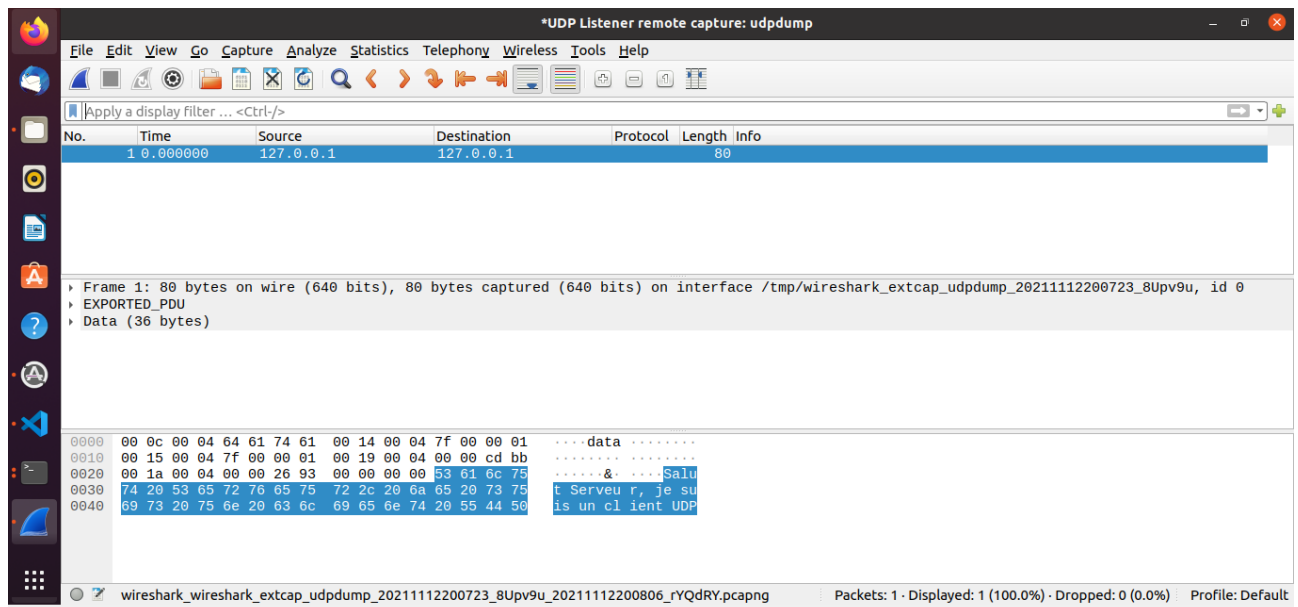 *UDP Listener remote capture: udpdump
File Edit View Go Capture Analyze Statistics Telephony Wireless Tools Help
Apply a display filter ... <Ctrl-/>
No. Time Source Destination Protocol Length Info
1 0.000000 127.0.0.1 127.0.0.1 80
Frame 1: 80 bytes on wire (640 bits), 80 bytes captured (640 bits) on interface /tmp/wireshark_extcap_udpdump_20211112200723_8Upv9u, id 0
EXPORTED_PDU
Data (36 bytes)
0000 00 0c 00 04 64 61 74 61 00 14 00 04 7f 00 00 01 ····data ········
0010 00 15 00 04 7f 00 00 01 00 19 00 04 00 00 cd bb ········ ········
0020 00 1a 00 04 00 00 26 93 00 00 00 00 53 61 6c 75 ······&· ····Salu
0030 74 20 53 65 72 76 65 75 72 2c 20 6a 65 20 73 75 t Serveu r, je su
0040 69 73 20 75 6e 20 63 6c 69 65 6e 74 20 55 44 50 is un cl ient UDP
wireshark_wireshark_extcap_udpdump_20211112200723_8Upv9u_20211112200806_rYQdRY.pcapng Packets: 1 · Displayed: 1 (100.0%) · Dropped: 0 (0.0%) Profile: Default